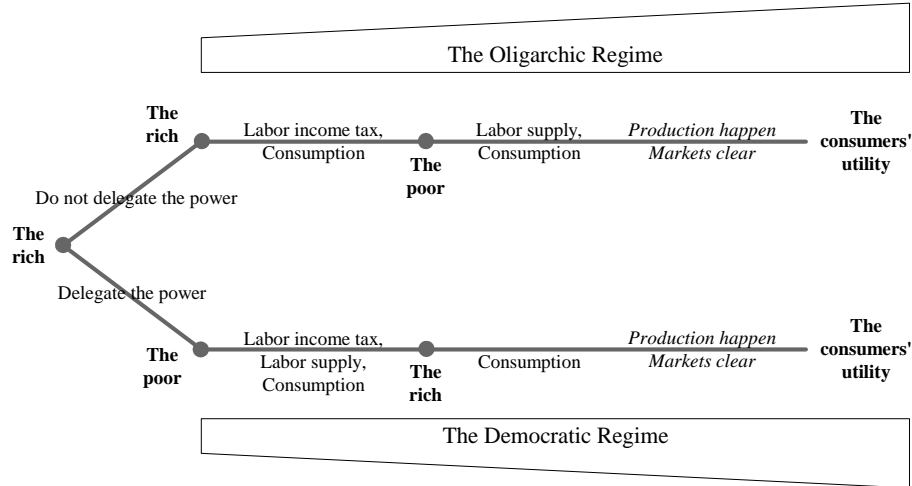 The Oligarchic Regime
The
rich
Labor income tax,
Consumption
The
poor
Labor supply,
Consumption
Production happen
Markets clear
The
consumers'
utility
Do not delegate the power
The
rich
Delegate the power
The
poor
Labor income tax,
Labor supply,
Consumption
The
rich
Consumption
Production happen
Markets clear
The
consumers'
utility
The Democratic Regime